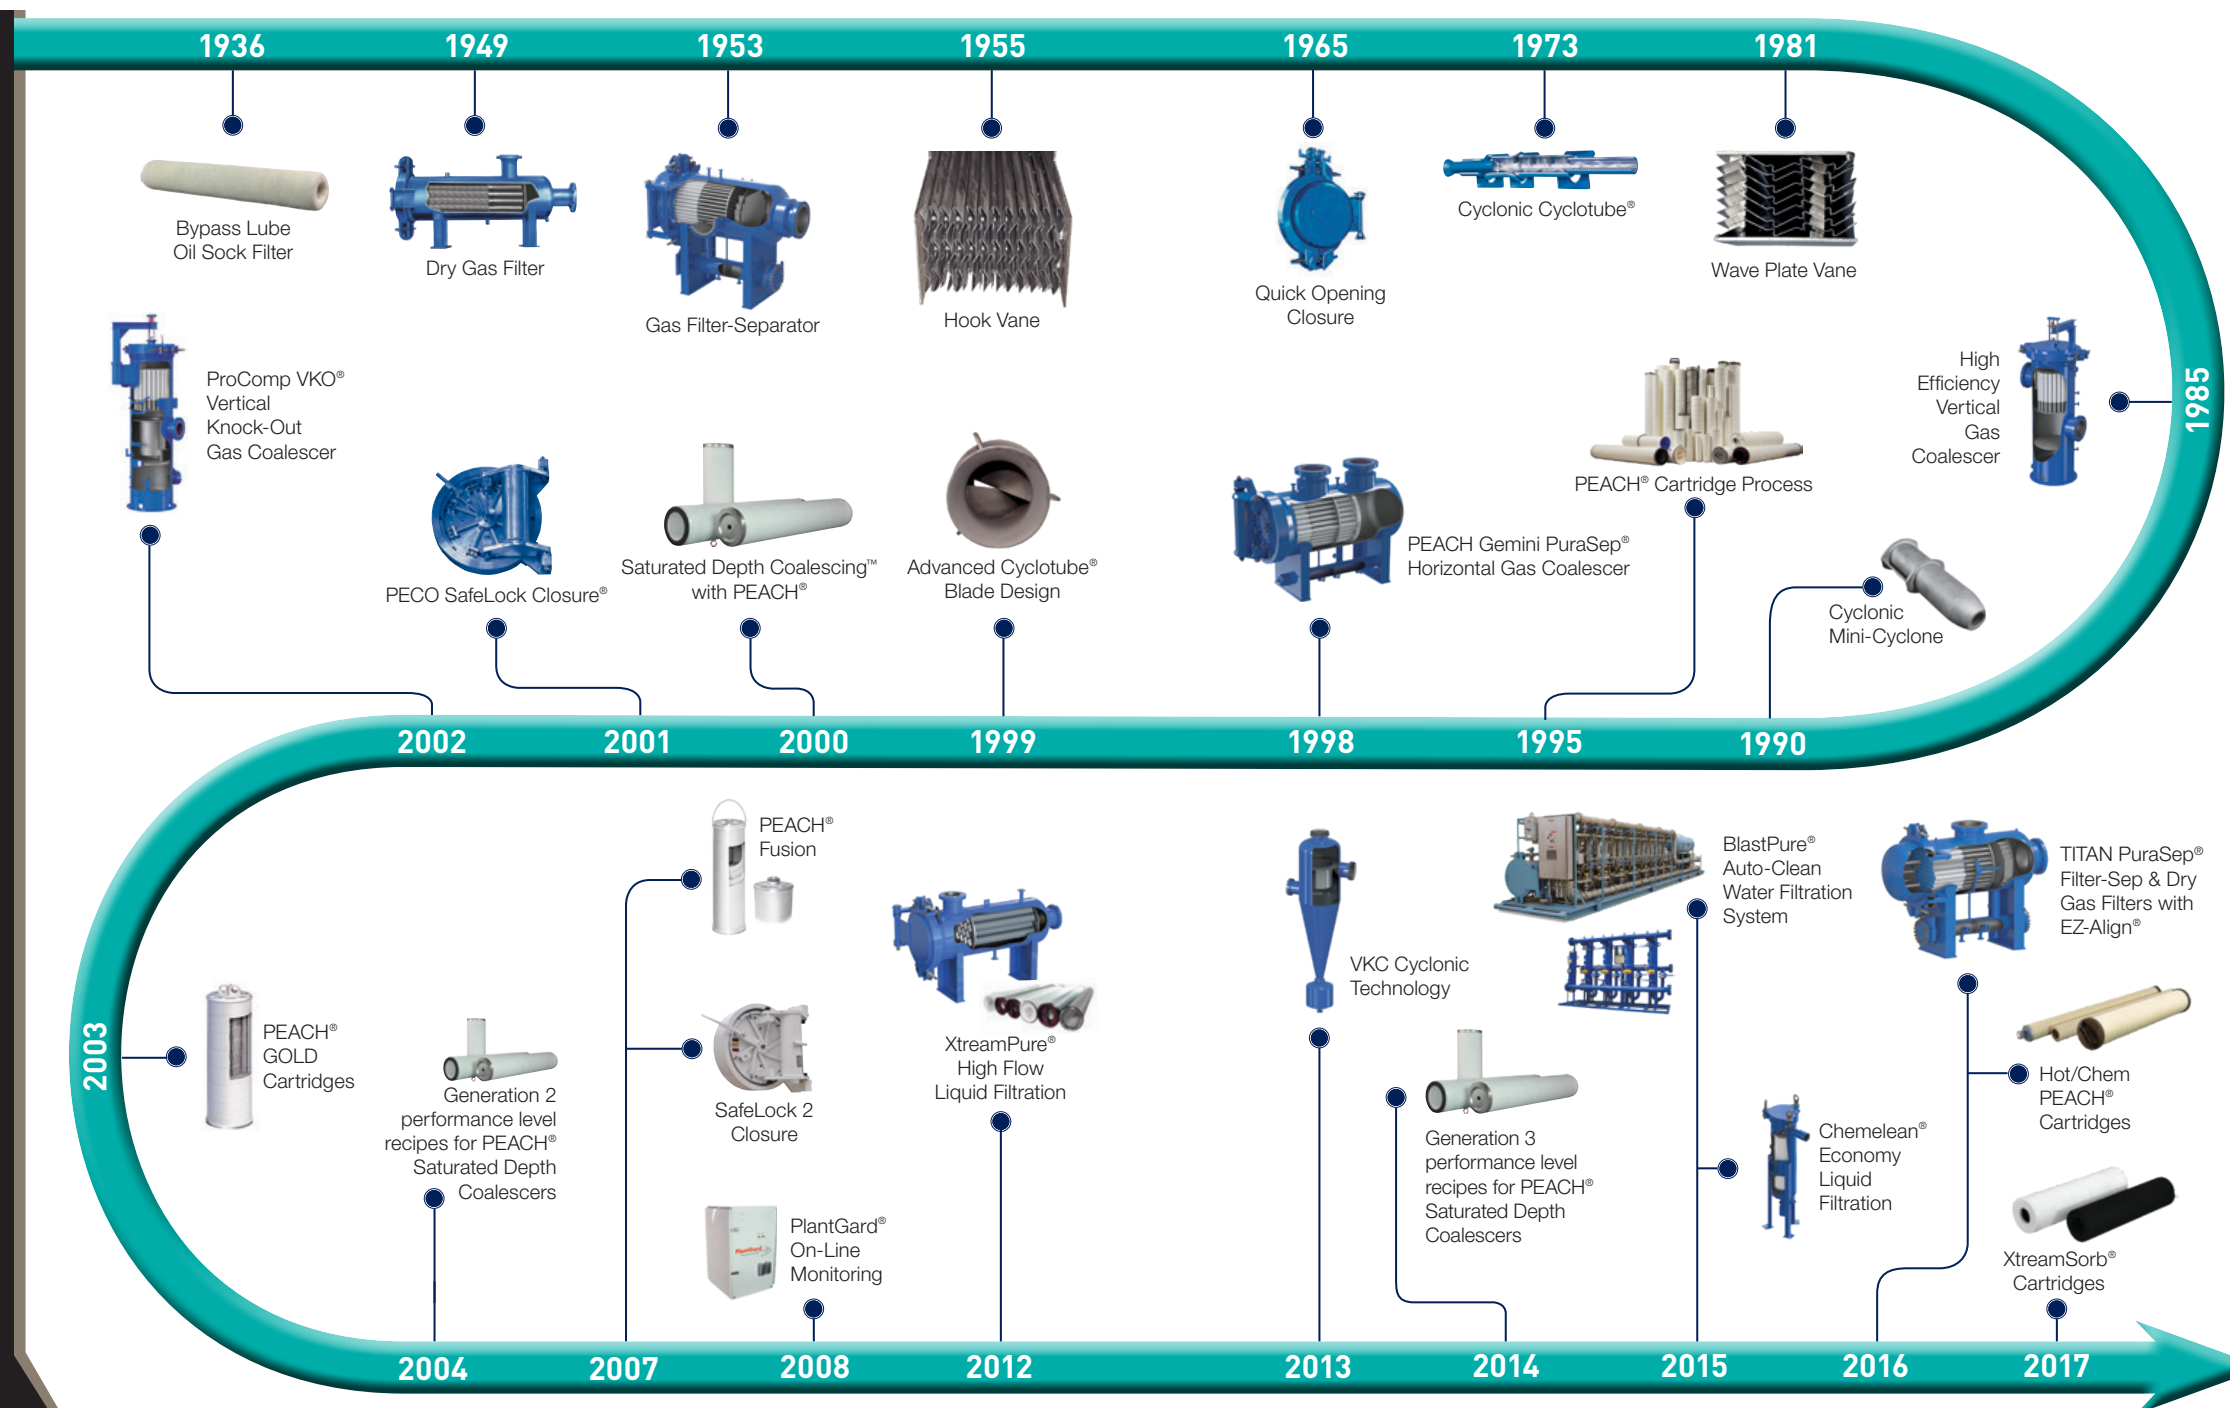 1936
1949
1953
1955
1965
1973
1981
Bypass Lube
Oil Sock Filter
Dry Gas Filter
Gas Filter-Separator
Hook Vane
Quick Opening
Closure
Cyclonic Cyclotube®
Wave Plate Vane
1985
High
Efficiency
Vertical
Gas
Coalescer
Cyclonic
Mini-Cyclone
PEACH® Cartridge Process
PEACH Gemini PuraSep®
Horizontal Gas Coalescer
Advanced Cyclotube®
Blade Design
Saturated Depth Coalescing™
with PEACH®
PECO SafeLock Closure®
ProComp VKO®
Vertical
Knock-Out
Gas Coalescer
2002
2001
2000
1999
1998
1995
1990
2003
PEACH®
GOLD
Cartridges
Generation 2
performance level
recipes for PEACH®
Saturated Depth
Coalescers
PEACH®
Fusion
SafeLock 2
Closure
PlantGard®
On-Line
Monitoring
PlantGard
XtreamPure®
High Flow
Liquid Filtration
VKC Cyclonic
Technology
Generation 3
performance level
recipes for PEACH®
Saturated Depth
Coalescers
BlastPure®
Auto-Clean
Water Filtration
System
Chemelean®
Economy
Liquid
Filtration
TITAN PuraSep®
Filter-Sep & Dry
Gas Filters with
EZ-Align®
Hot/Chem
PEACH®
Cartridges
XtreamSorb®
Cartridges
2004
2007
2008
2012
2013
2014
2015
2016
2017